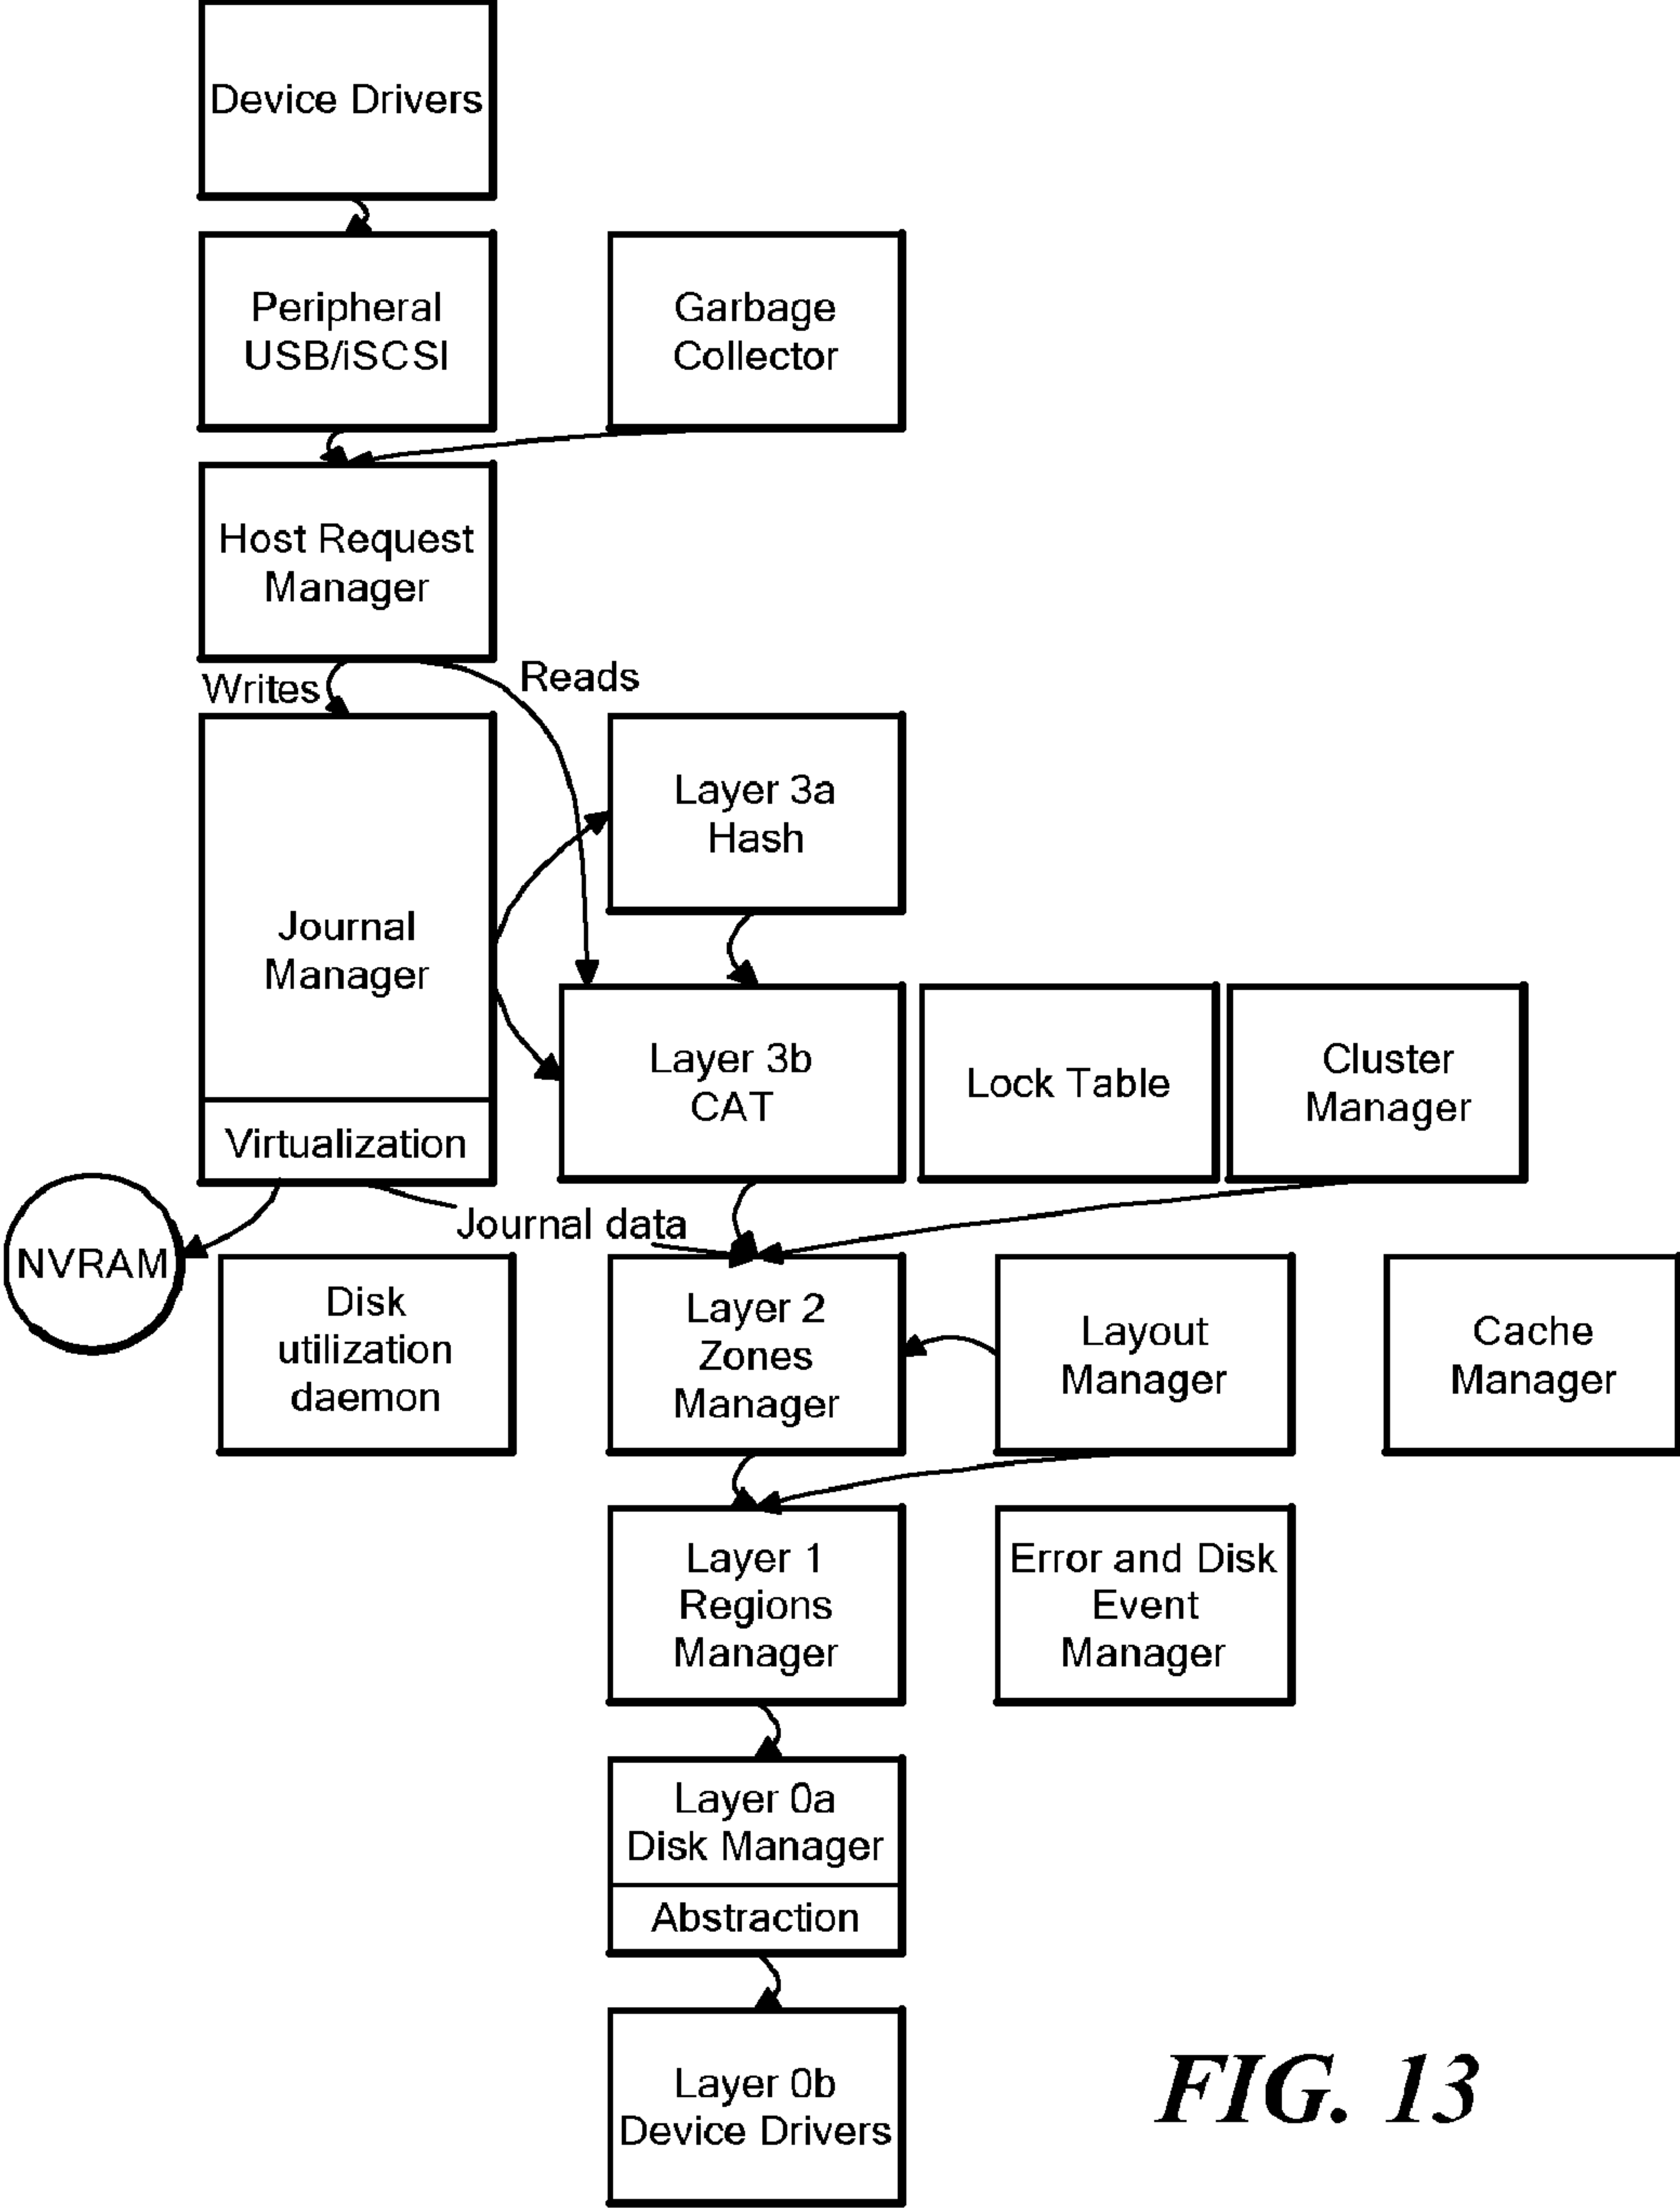 Device Drivers
Peripheral
USB/iSCSI
Garbage
Collector
Host Request
Manager
Writes
Reads
Layer 3a
Hash
Journal
Manager
Virtualization
Layer 3b
CAT
Lock Table
Cluster
Manager
NVRAM
Journal data
Disk
utilization
daemon
Layer 2
Zones
Manager
Layout
Manager
Cache
Manager
Layer 1
Regions
Manager
Error and Disk
Event
Manager
Layer 0a
Disk Manager
Abstraction
Layer 0b
Device Drivers
FIG. 13